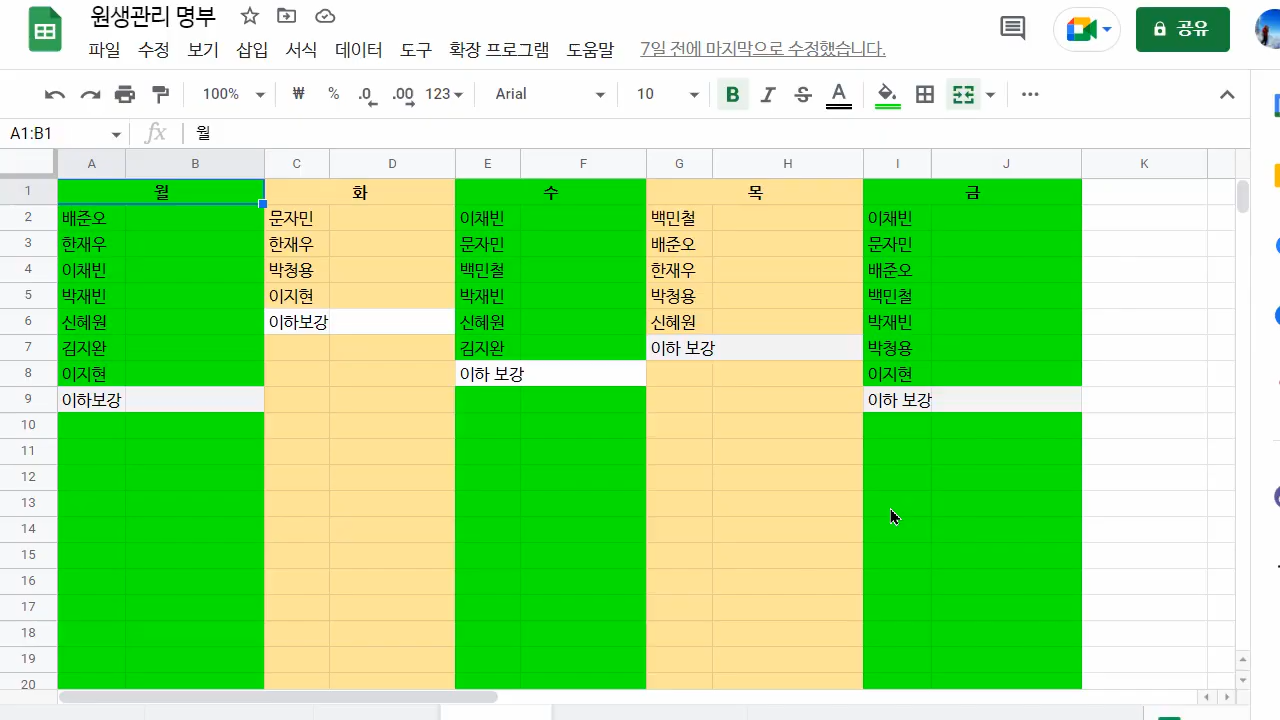 원생관리 명부
파일 수정 보기 삽입 서식 데이터 도구 확장 프로그램 도움말 7일 전에 마지막으로 수정했습니다.
공유
100% ₩ % .0 .00 123 Arial 10 B I S A
A1:B1 fx 월
A B C D E F G H I J K
1 월 화 수 목 금
2 배준오 문자민 이채빈 백민철 이채빈
3 한재우 한재우 문자민 배준오 문자민
4 이채빈 박청용 백민철 한재우 배준오
5 박재빈 이지현 박재빈 박청용 백민철
6 신혜원 이하보강 신혜원 신혜원 박재빈
7 김지완 김지완 이하 보강 박청용
8 이지현 이하 보강 이지현
9 이하보강 이하 보강
10
11
12
13
14
15
16
17
18
19
20